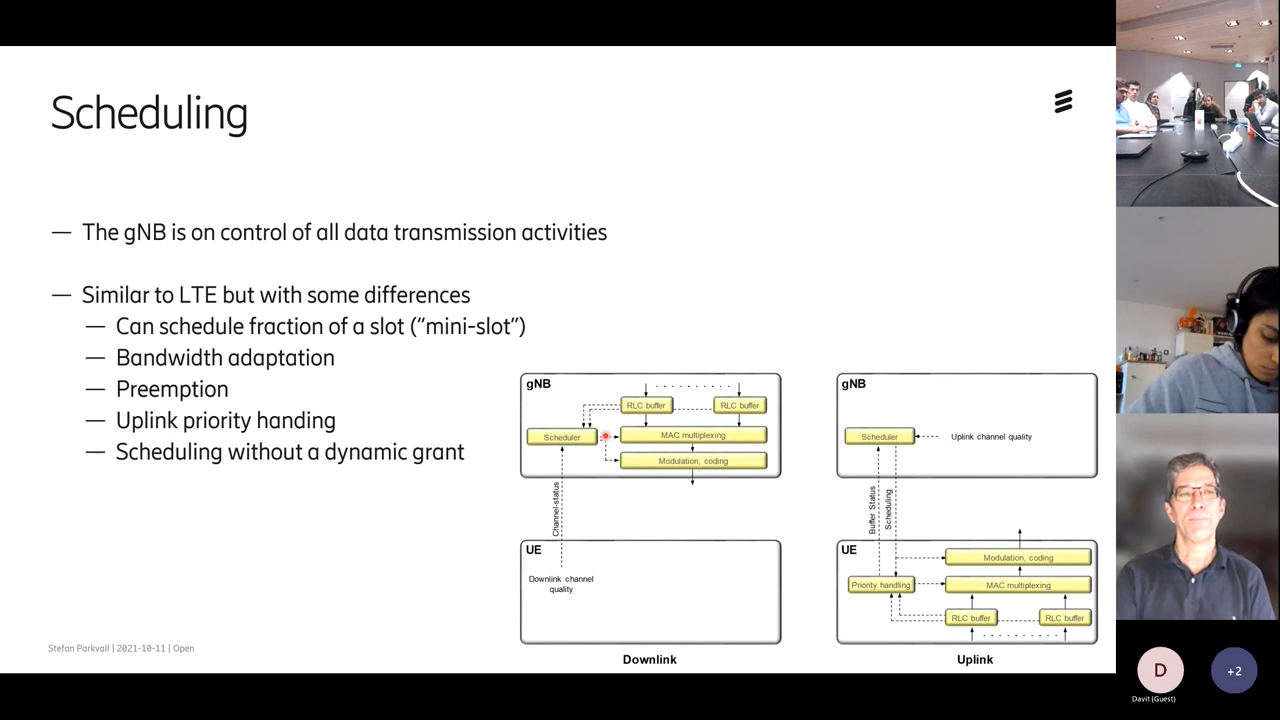 Scheduling
— The gNB is on control of all data transmission activities
— Similar to LTE but with some differences
— Can schedule fraction of a slot (“mini-slot”)
— Bandwidth adaptation
— Preemption
— Uplink priority handing
— Scheduling without a dynamic grant
gNB
RLC buffer
RLC buffer
Scheduler
MAC multiplexing
Modulation, coding
Channel-status
UE
Downlink channel
quality
Downlink
gNB
Scheduler
Uplink channel quality
Buffer Status
Scheduling
UE
Modulation, coding
Priority handling
MAC multiplexing
RLC buffer
RLC buffer
Uplink
Stefan Parkvall | 2021-10-11 | Open
D
+2
Davit (Guest)